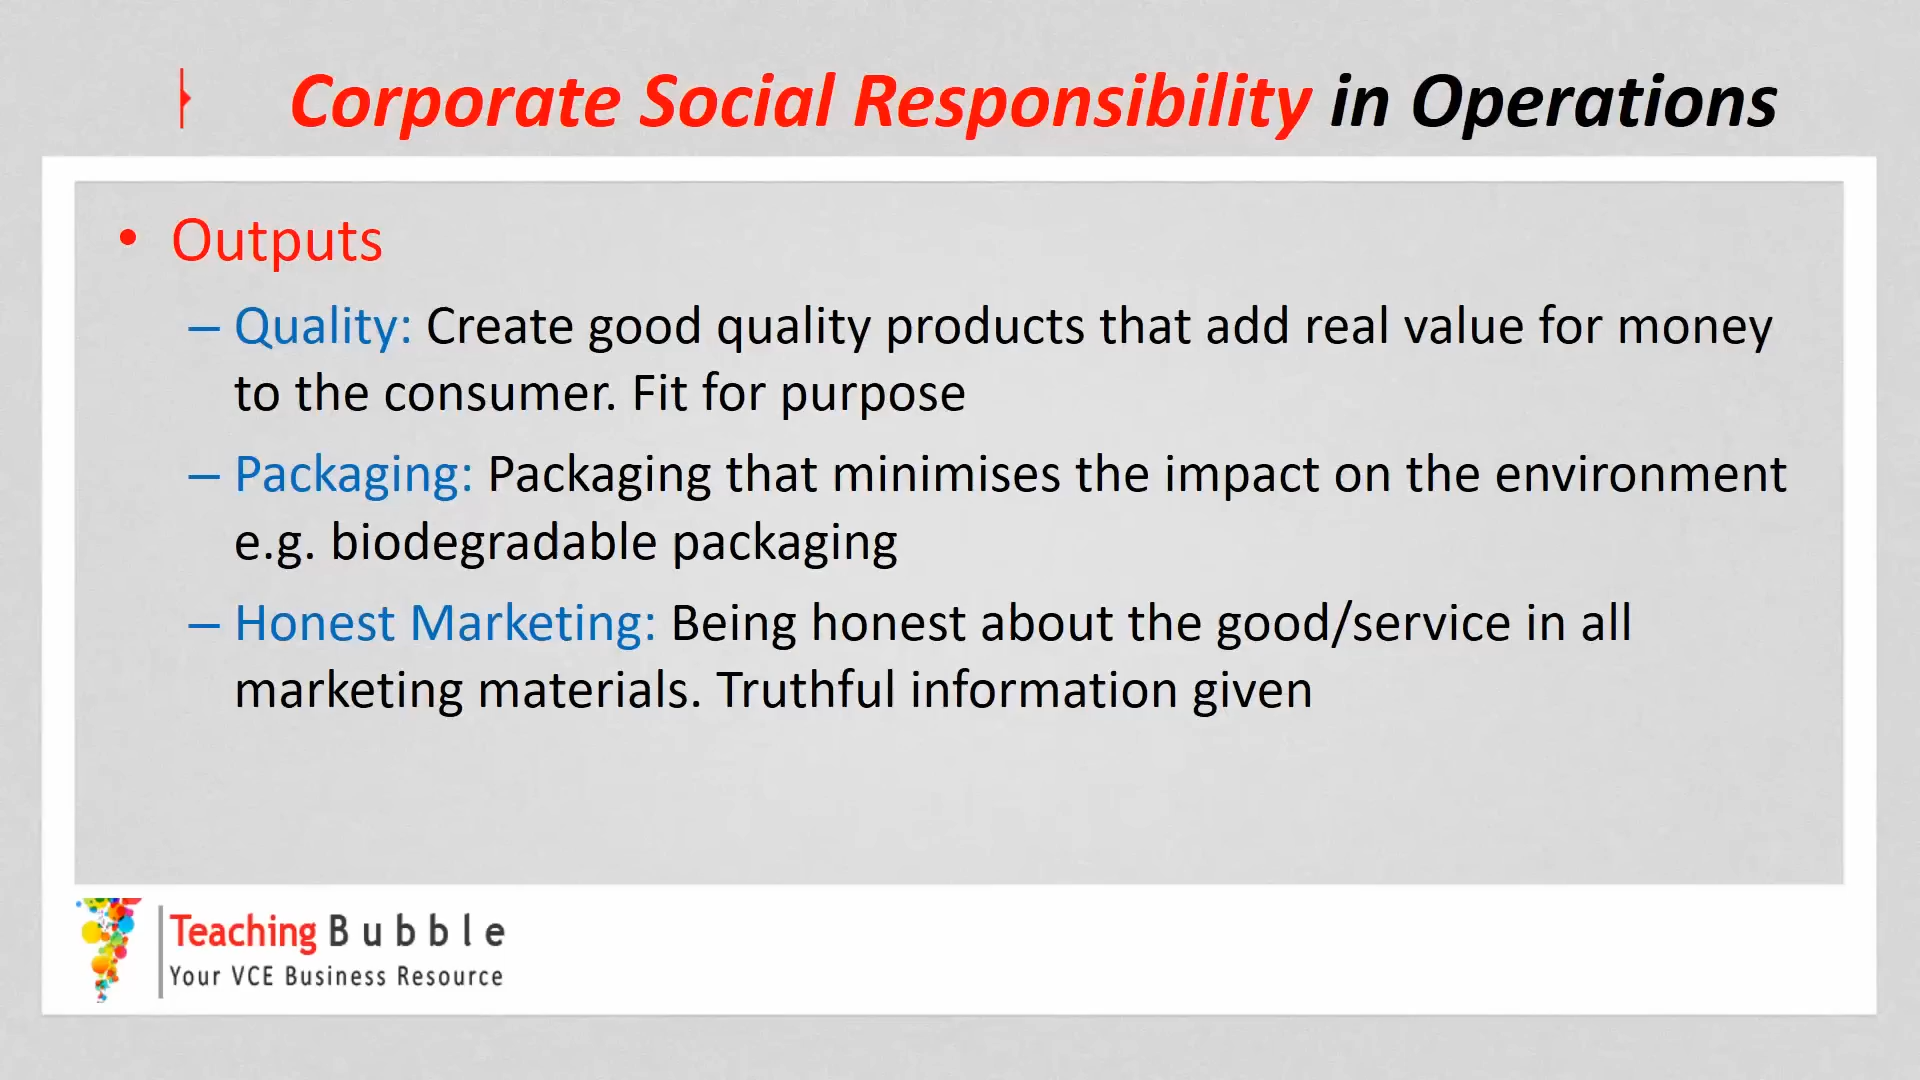 Corporate Social Responsibility in Operations
• Outputs
– Quality: Create good quality products that add real value for money
to the consumer. Fit for purpose
– Packaging: Packaging that minimises the impact on the environment
e.g. biodegradable packaging
– Honest Marketing: Being honest about the good/service in all
marketing materials. Truthful information given
Teaching Bubble
Your VCE Business Resource